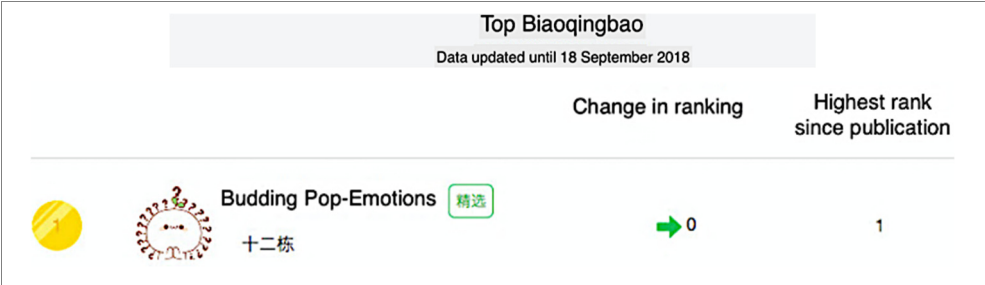 Top Biaoqingbao
Data updated until 18 September 2018
Change in ranking
Highest rank
since publication
1
Budding Pop-Emotions 精选
十二栋
0
1